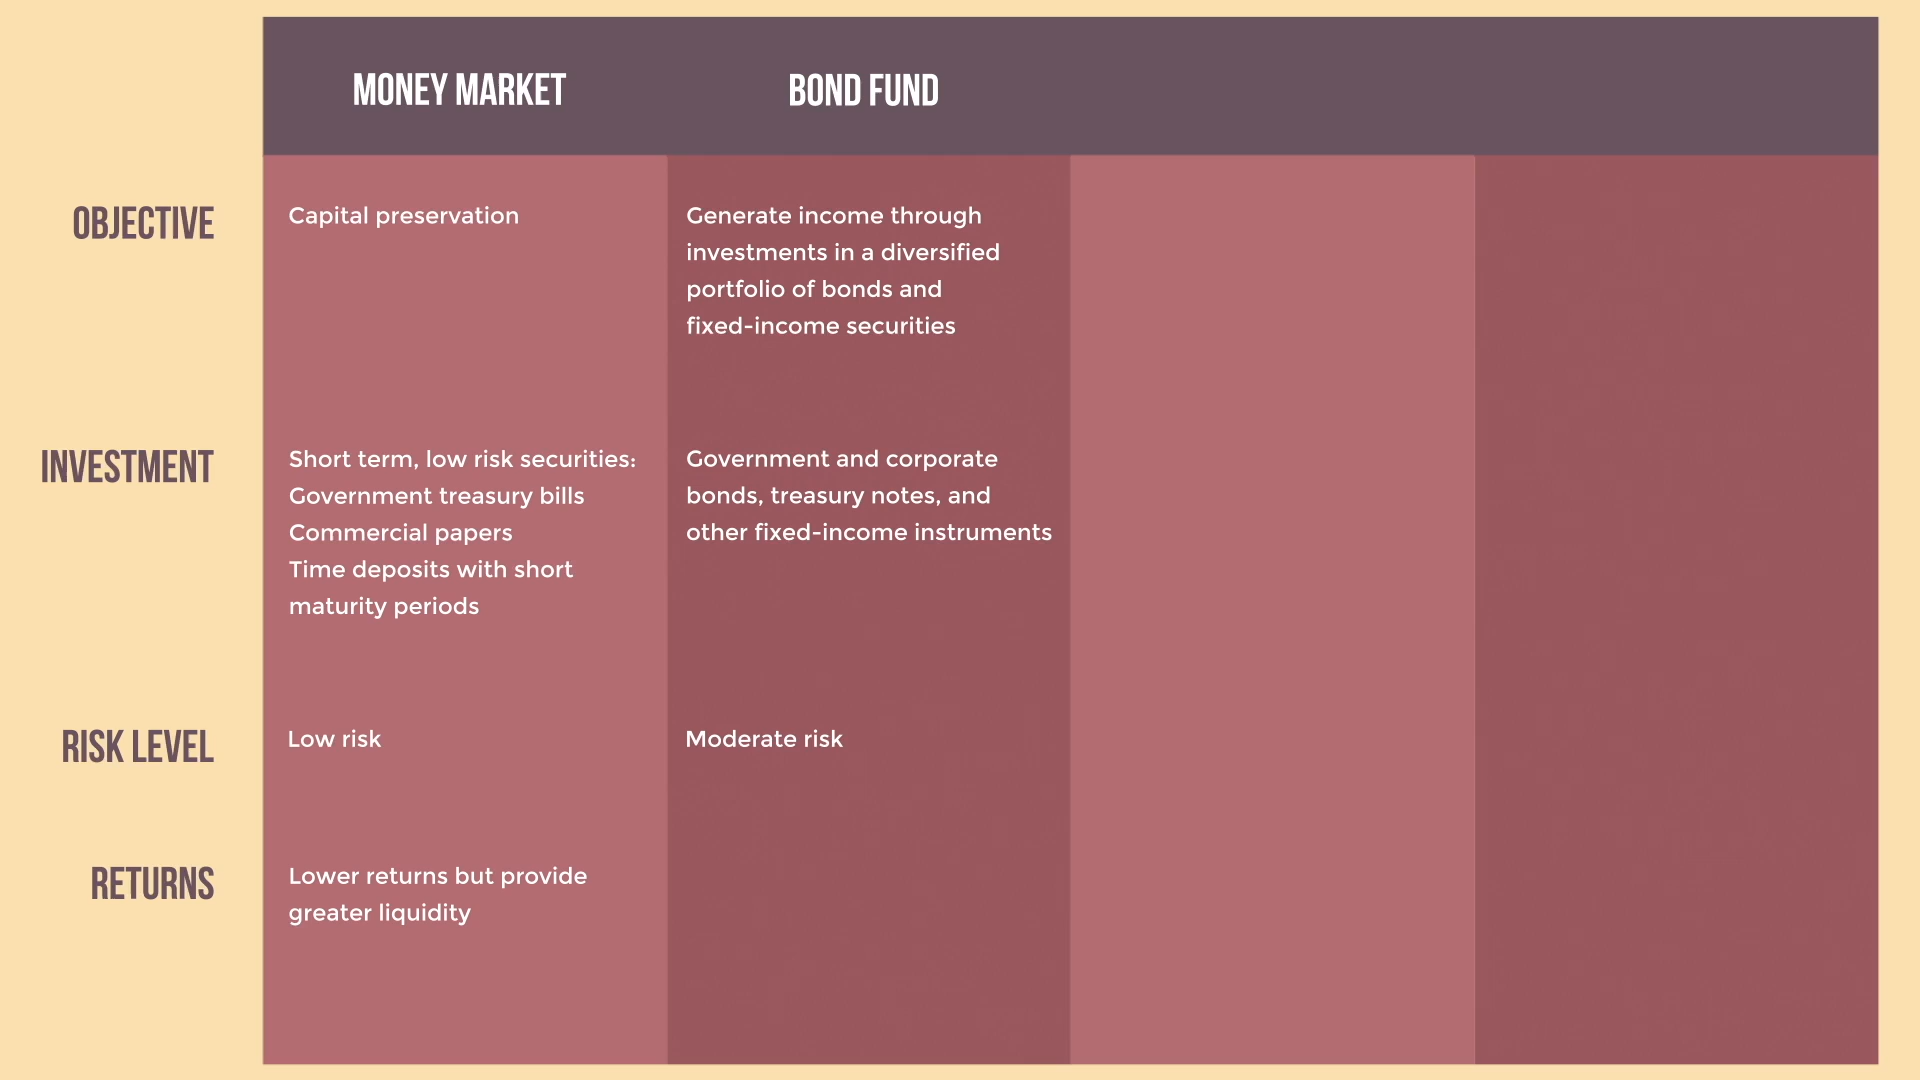 MONEY MARKET
BOND FUND
OBJECTIVE
Capital preservation
Generate income through
investments in a diversified
portfolio of bonds and
fixed-income securities
INVESTMENT
Short term, low risk securities:
Government treasury bills
Commercial papers
Time deposits with short
maturity periods
Government and corporate
bonds, treasury notes, and
other fixed-income instruments
RISK LEVEL
Low risk
Moderate risk
RETURNS
Lower returns but provide
greater liquidity